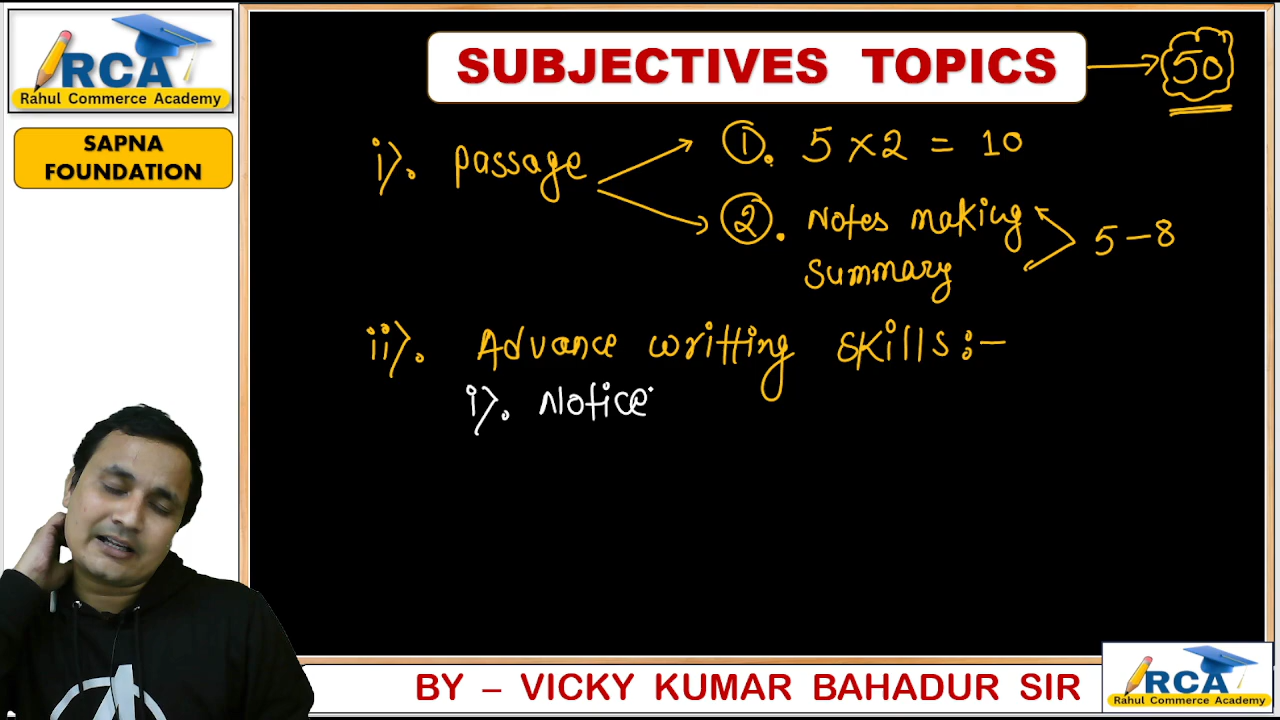 RCA
Rahul Commerce Academy
SAPNA
FOUNDATION
SUBJECTIVES TOPICS → 50
i). Passage
①. 5 × 2 = 10
②. Notes making
Summary
5 – 8
ii). Advance writting skills :–
i). Notice
BY – VICKY KUMAR BAHADUR SIR
RCA
Rahul Commerce Academy